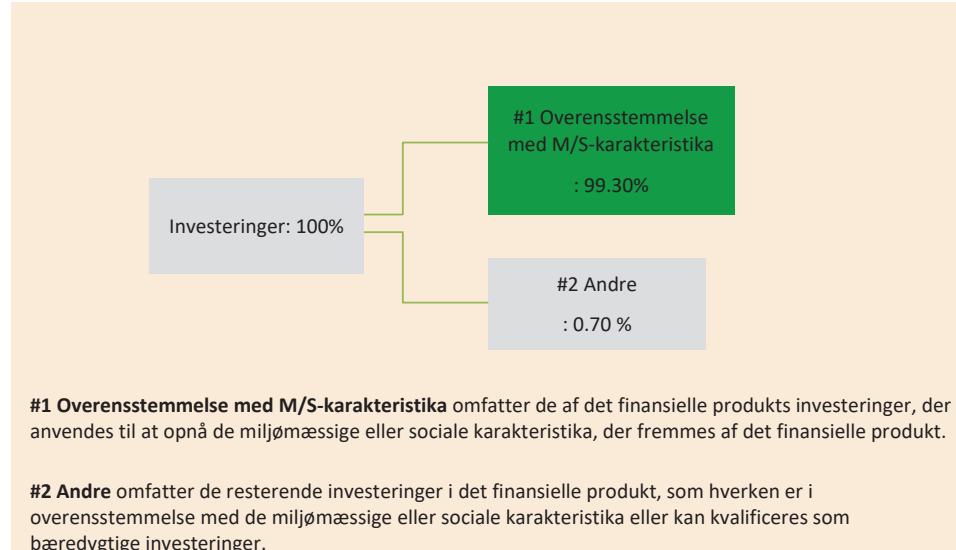 #1 Overensstemmelse
med M/S-karakteristika
: 99.30%
Investeringer: 100%
#2 Andre
: 0.70 %
#1 Overensstemmelse med M/S-karakteristika omfatter de af det finansielle produkts investeringer, der
anvendes til at opnå de miljømæssige eller sociale karakteristika, der fremmes af det finansielle produkt.
#2 Andre omfatter de resterende investeringer i det finansielle produkt, som hverken er i
overensstemmelse med de miljømæssige eller sociale karakteristika eller kan kvalificeres som
bæredygtige investeringer.